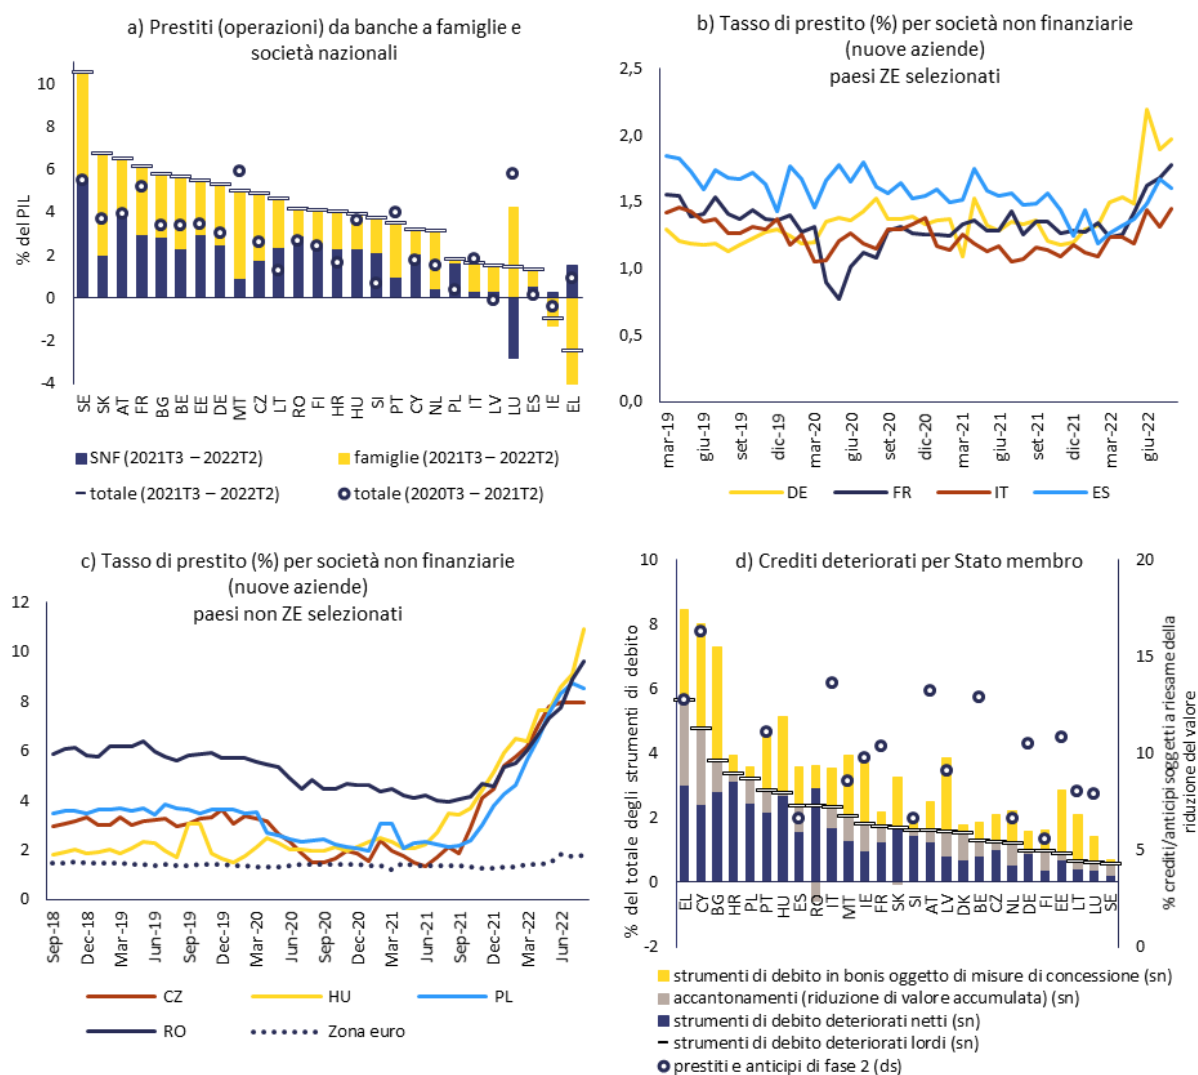 a) Prestiti (operazioni) da banche a famiglie e
società nazionali
% del PIL
10
8
6
4
2
0
-2
-4
SE SK AT FR BG BE EE DE MT CZ LT RO FI HR HU SI PT CY NL PL IT LV LU ES IE EL
SNF (2021T3 – 2022T2)
famiglie (2021T3 – 2022T2)
totale (2021T3 – 2022T2)
totale (2020T3 – 2021T2)
b) Tasso di prestito (%) per società non finanziarie
(nuove aziende)
paesi ZE selezionati
2,5
2,0
1,5
1,0
0,5
0,0
mar-19 giu-19 set-19 dic-19 mar-20 giu-20 set-20 dic-20 mar-21 giu-21 set-21 dic-21 mar-22 giu-22
DE FR IT ES
c) Tasso di prestito (%) per società non finanziarie
(nuove aziende)
paesi non ZE selezionati
12
10
8
6
4
2
0
Sep-18 Dec-18 Mar-19 Jun-19 Sep-19 Dec-19 Mar-20 Jun-20 Sep-20 Dec-20 Mar-21 Jun-21 Sep-21 Dec-21 Mar-22 Jun-22
CZ HU PL
RO Zona euro
d) Crediti deteriorati per Stato membro
% del totale degli strumenti di debito
10
8
6
4
2
0
-2
EL CY BG HR PL PT HU ES RO IT MT IE FR SK SI AT LV DK BE CZ NL DE FI EE LT LU SE
20
15
10
5
0
% crediti/anticipi soggetti a riesame della
riduzione del valore
strumenti di debito in bonis oggetto di misure di concessione (sn)
accantonamenti (riduzione di valore accumulata) (sn)
strumenti di debito deteriorati netti (sn)
strumenti di debito deteriorati lordi (sn)
prestiti e anticipi di fase 2 (ds)